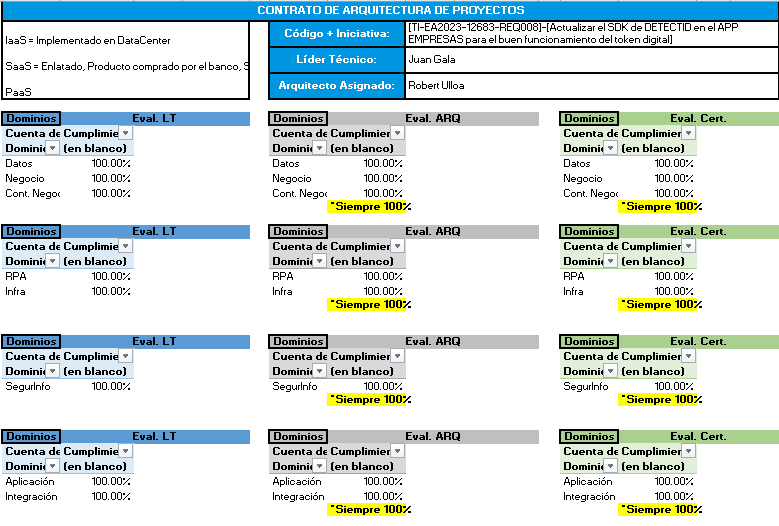 CONTRATO DE ARQUITECTURA DE PROYECTOS
IaaS = Implementado en DataCenter
SaaS = Enlatado, Producto comprado por el banco, S
PaaS
Código + Iniciativa:
[TI-EA2023-12683-REQ008]-[Actualizar el SDK de DETECTID en el APP
EMPRESAS para el buen funcionamiento del token digital]
Líder Técnico:
Juan Gala
Arquitecto Asignado:
Robert Ulloa
Dominios Eval. LT
Cuenta de Cumplimier
Domini (en blanco)
Datos 100.00%
Negocio 100.00%
Cont. Negoc 100.00%
Dominios Eval. ARQ
Cuenta de Cumplimier
Domini (en blanco)
Datos 100.00%
Negocio 100.00%
Cont. Negoc 100.00%
*Siempre 100%
Dominios Eval. Cert.
Cuenta de Cumplimier
Domini (en blanco)
Datos 100.00%
Negocio 100.00%
Cont. Negoc 100.00%
*Siempre 100%
Dominios Eval. LT
Cuenta de Cumplimier
Domini (en blanco)
RPA 100.00%
Infra 100.00%
Dominios Eval. ARQ
Cuenta de Cumplimier
Domini (en blanco)
RPA 100.00%
Infra 100.00%
*Siempre 100%
Dominios Eval. Cert.
Cuenta de Cumplimier
Domini (en blanco)
RPA 100.00%
Infra 100.00%
*Siempre 100%
Dominios Eval. LT
Cuenta de Cumplimier
Domini (en blanco)
SegurInfo 100.00%
Dominios Eval. ARQ
Cuenta de Cumplimier
Domini (en blanco)
SegurInfo 100.00%
*Siempre 100%
Dominios Eval. Cert.
Cuenta de Cumplimier
Domini (en blanco)
SegurInfo 100.00%
*Siempre 100%
Dominios Eval. LT
Cuenta de Cumplimier
Domini (en blanco)
Aplicación 100.00%
Integración 100.00%
Dominios Eval. ARQ
Cuenta de Cumplimier
Domini (en blanco)
Aplicación 100.00%
Integración 100.00%
*Siempre 100%
Dominios Eval. Cert.
Cuenta de Cumplimier
Domini (en blanco)
Aplicación 100.00%
Integración 100.00%
*Siempre 100%